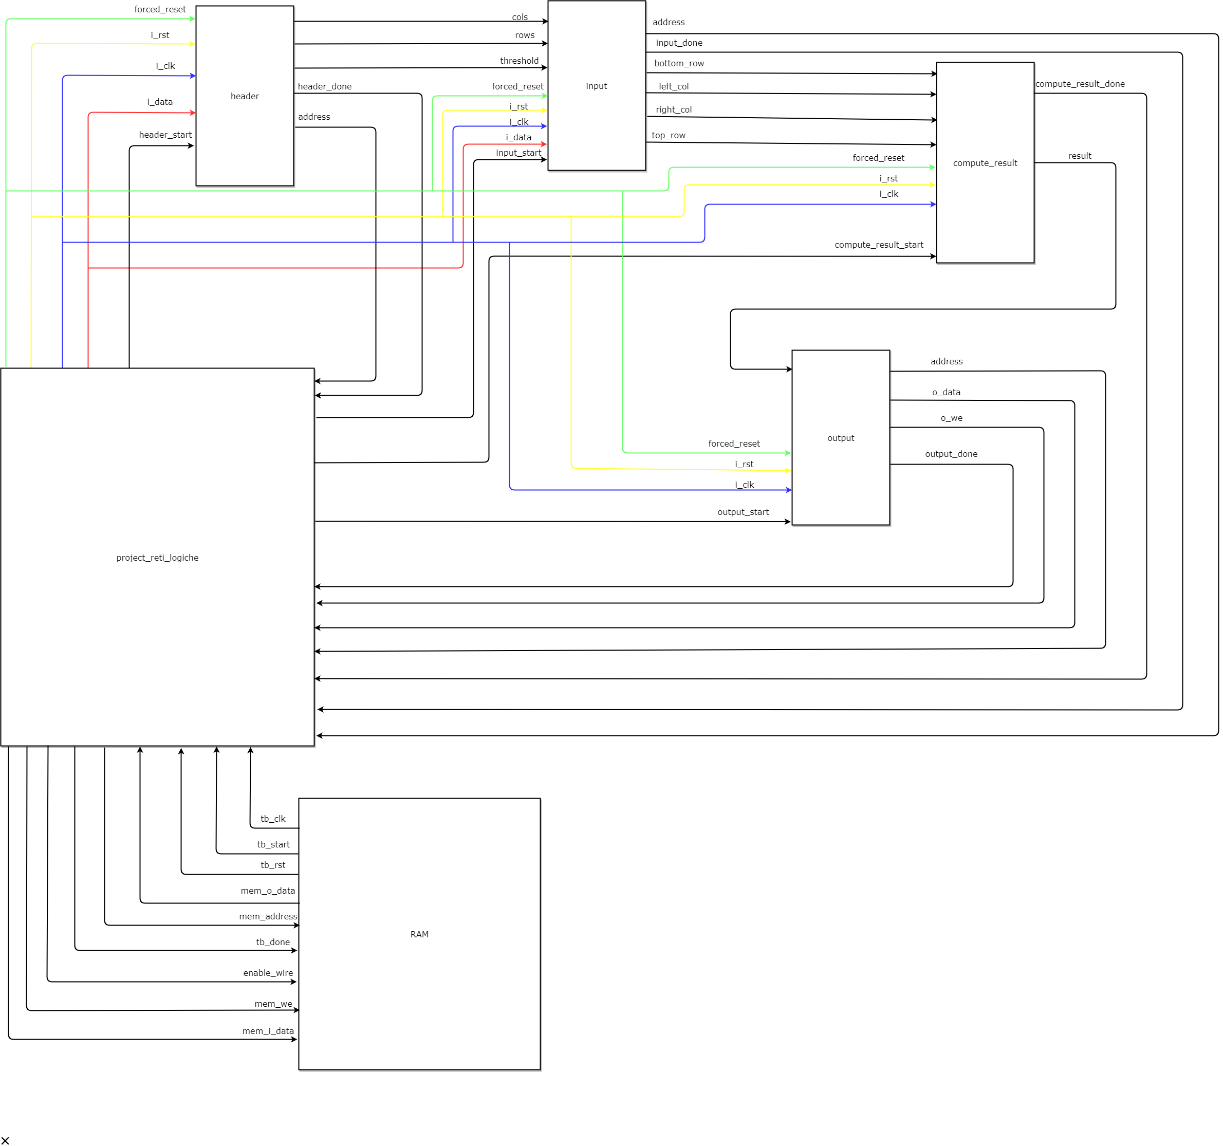 forced_reset
i_rst
i_clk
i_data
header_start
header
header_done
address
cols
rows
threshold
forced_reset
i_rst
i_clk
i_data
input_start
input
address
input_done
bottom_row
left_col
right_col
top_row
forced_reset
i_rst
i_clk
compute_result_start
compute_result
compute_result_done
result
forced_reset
i_rst
i_clk
output_start
output
address
o_data
o_we
output_done
project_reti_logiche
tb_clk
tb_start
tb_rst
mem_o_data
mem_address
tb_done
enable_wire
mem_we
mem_i_data
RAM